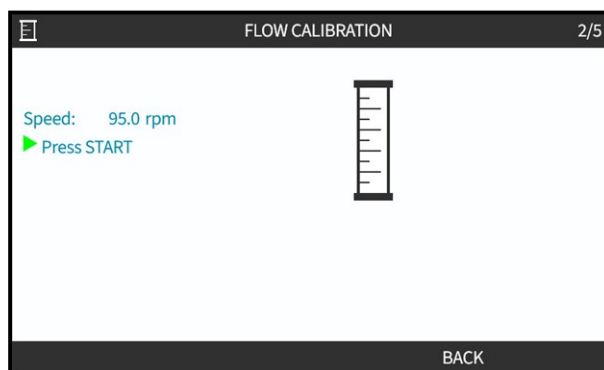 FLOW CALIBRATION 2/5
Speed: 95.0 rpm
Press START
BACK